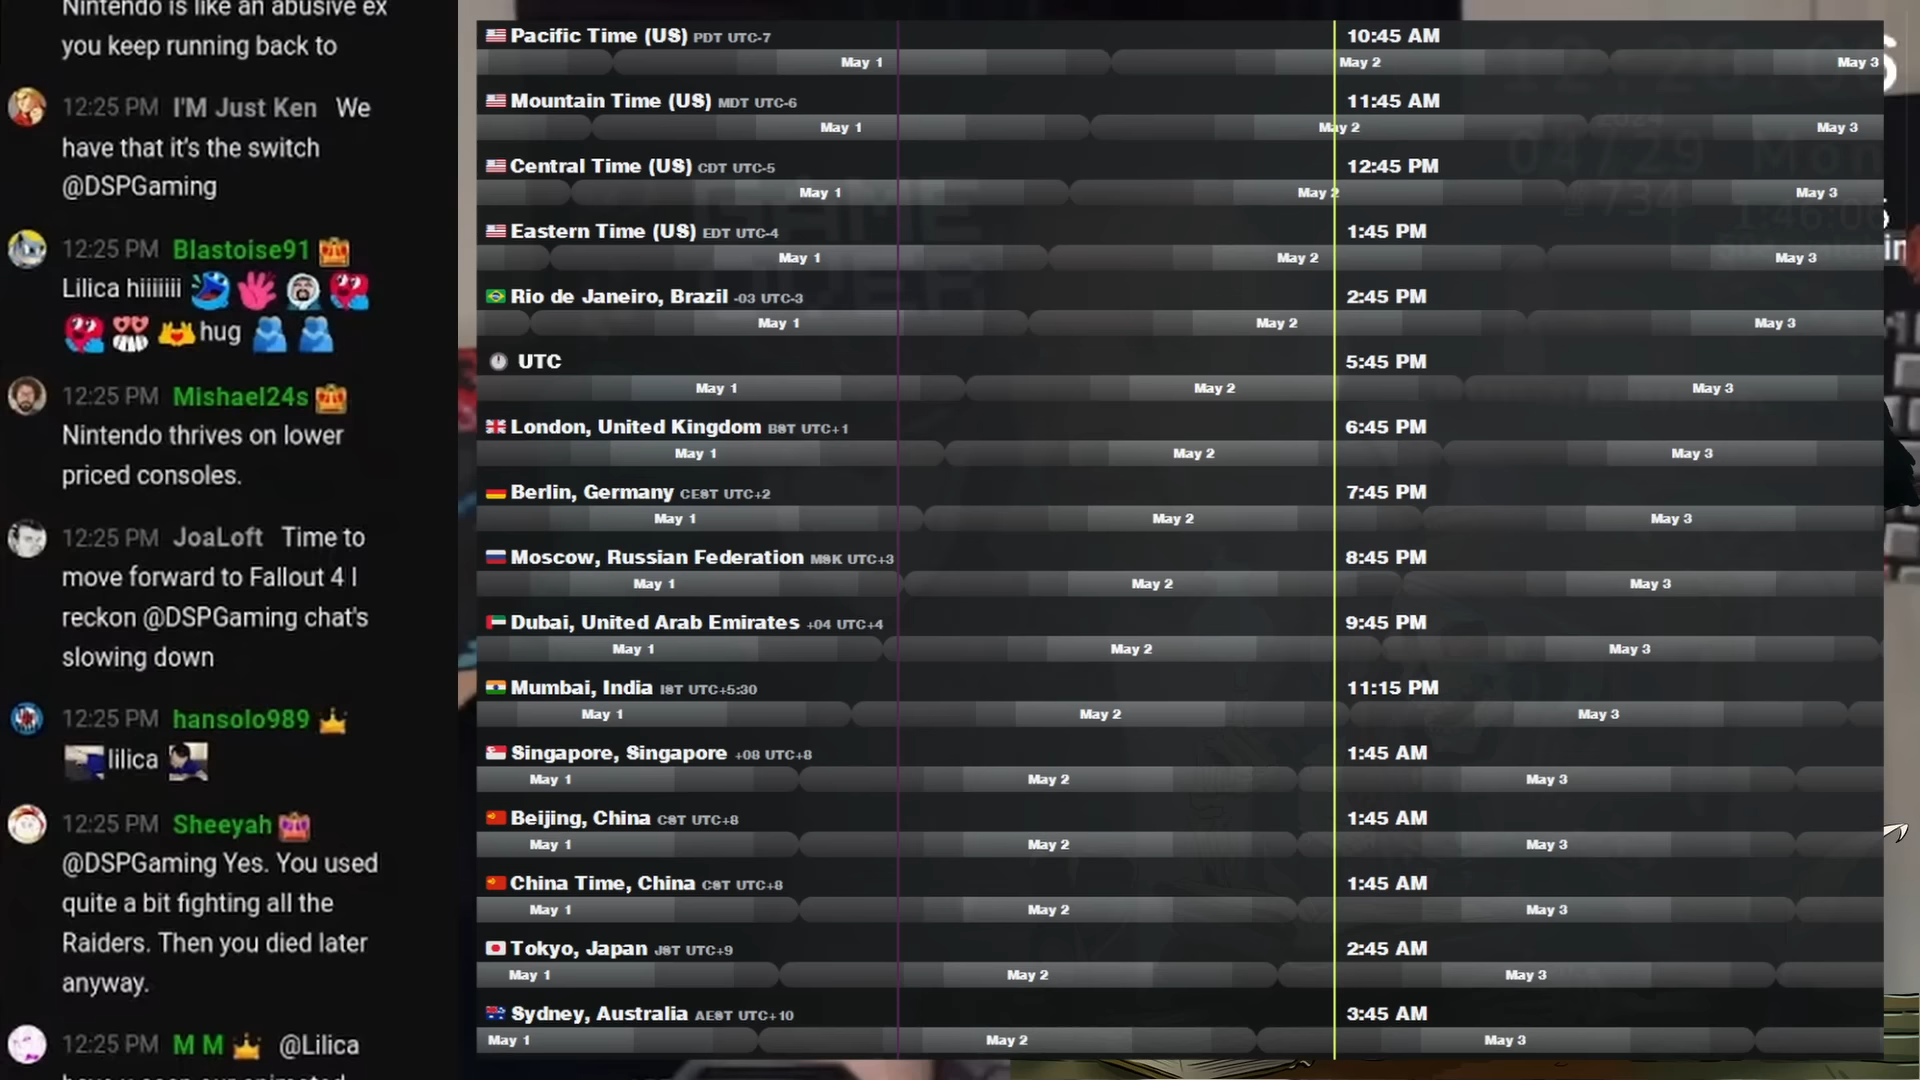 Nintendo is like an abusive ex
you keep running back to
12:25 PM I'M Just Ken We
have that it's the switch
@DSPGaming
12:25 PM Blastoise91
Lilica hiiiiiii
hug
12:25 PM Mishael24s
Nintendo thrives on lower
priced consoles.
12:25 PM JoaLoft Time to
move forward to Fallout 4 I
reckon @DSPGaming chat's
slowing down
12:25 PM hansolo989
lilica
12:25 PM Sheeyah
@DSPGaming Yes. You used
quite a bit fighting all the
Raiders. Then you died later
anyway.
12:25 PM M M @Lilica
Pacific Time (US) PDT UTC-7 10:45 AM
May 1 May 2 May 3
Mountain Time (US) MDT UTC-6 11:45 AM
May 1 May 2 May 3
Central Time (US) CDT UTC-5 12:45 PM
May 1 May 2 May 3
Eastern Time (US) EDT UTC-4 1:45 PM
May 1 May 2 May 3
Rio de Janeiro, Brazil -03 UTC-3 2:45 PM
May 1 May 2 May 3
UTC 5:45 PM
May 1 May 2 May 3
London, United Kingdom BST UTC+1 6:45 PM
May 1 May 2 May 3
Berlin, Germany CEST UTC+2 7:45 PM
May 1 May 2 May 3
Moscow, Russian Federation MSK UTC+3 8:45 PM
May 1 May 2 May 3
Dubai, United Arab Emirates +04 UTC+4 9:45 PM
May 1 May 2 May 3
Mumbai, India IST UTC+5:30 11:15 PM
May 1 May 2 May 3
Singapore, Singapore +08 UTC+8 1:45 AM
May 1 May 2 May 3
Beijing, China CST UTC+8 1:45 AM
May 1 May 2 May 3
China Time, China CST UTC+8 1:45 AM
May 1 May 2 May 3
Tokyo, Japan JST UTC+9 2:45 AM
May 1 May 2 May 3
Sydney, Australia AEST UTC+10 3:45 AM
May 1 May 2 May 3
2024
04/29 Mon
734
1:46:06